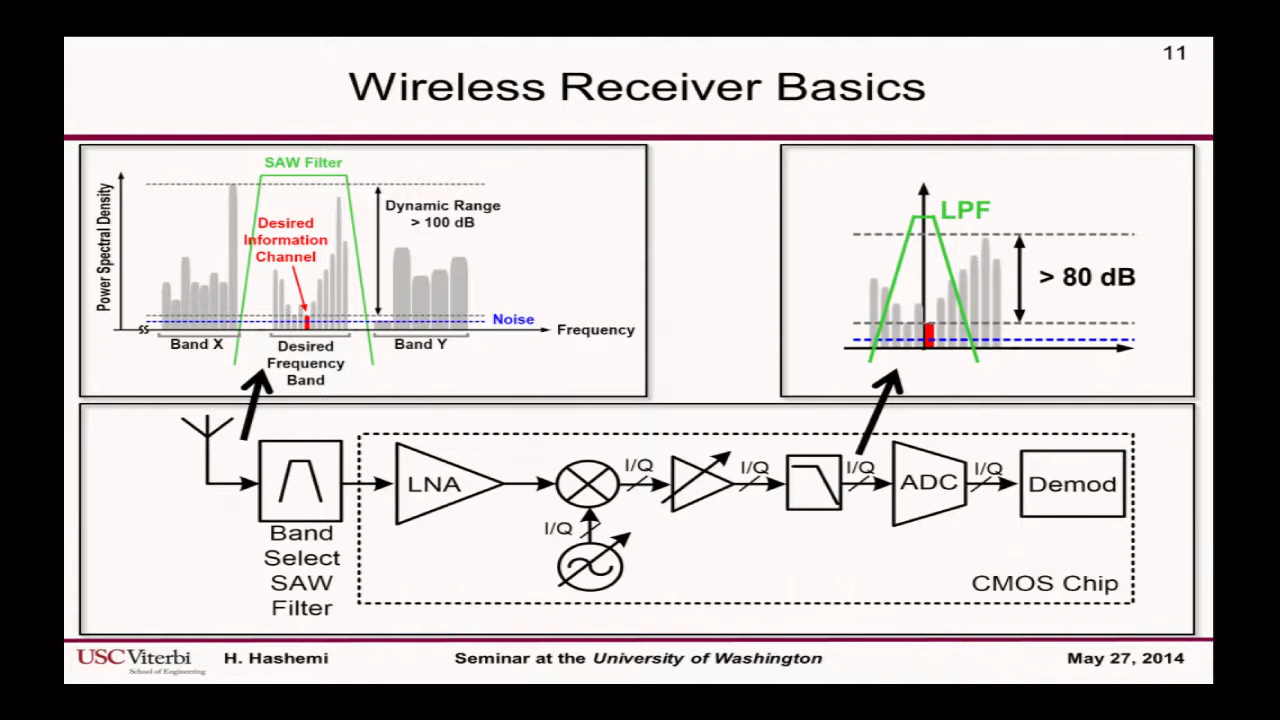 11
Wireless Receiver Basics
SAW Filter
Power Spectral Density
Dynamic Range
> 100 dB
Desired
Information
Channel
Noise
Frequency
Band X
Desired
Frequency
Band
Band Y
LPF
> 80 dB
LNA
I/Q
I/Q
I/Q
I/Q
ADC
I/Q
Demod
Band
Select
SAW
Filter
CMOS Chip
USC Viterbi
School of Engineering
H. Hashemi
Seminar at the University of Washington
May 27, 2014